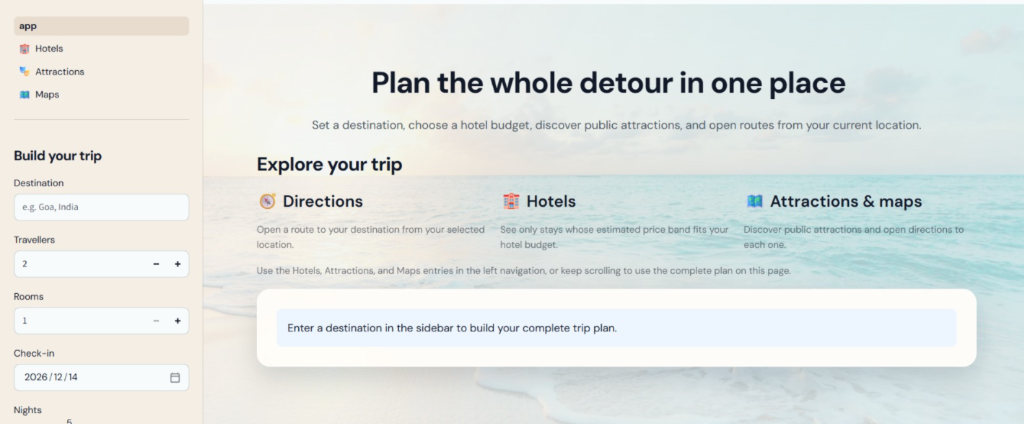 app
Hotels
Attractions
Maps
Build your trip
Destination
e.g. Goa, India
Travellers
2
Rooms
1
Check-in
2026/12/14
Nights
5
Plan the whole detour in one place
Set a destination, choose a hotel budget, discover public attractions, and open routes from your current location.
Explore your trip
Directions
Open a route to your destination from your selected
location.
Hotels
See only stays whose estimated price band fits your
hotel budget.
Attractions & maps
Discover public attractions and open directions to
each one.
Use the Hotels, Attractions, and Maps entries in the left navigation, or keep scrolling to use the complete plan on this page.
Enter a destination in the sidebar to build your complete trip plan.